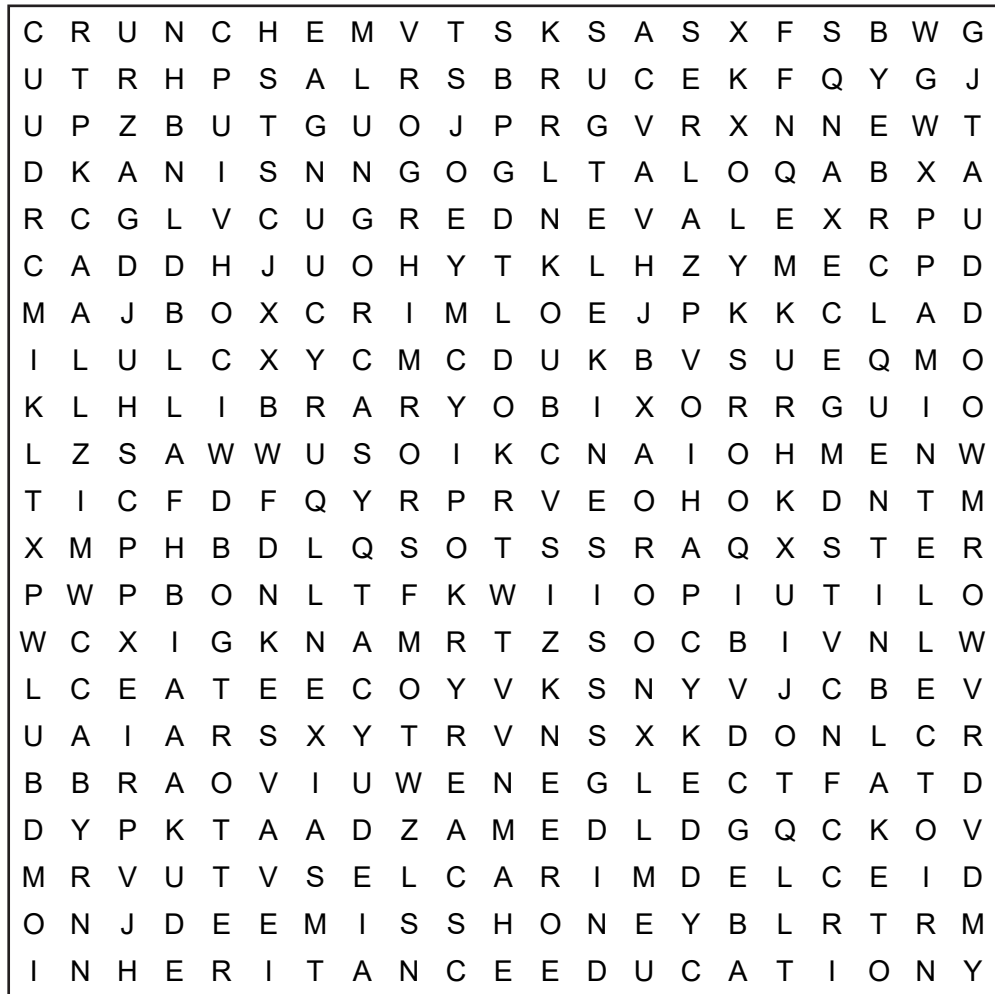 C R U N C H E M V T S K S A S X F S B W G
U T R H P S A L R S B R U C E K F Q Y G J
U P Z B U T G U O J P R G V R X N N E W T
D K A N I S N N G O G L T A L O Q A B X A
R C G L V C U G R E D N E V A L E X R P U
C A D D H J U O H Y T K L H Z Y M E C P D
M A J B O X C R I M L O E J P K K C L A D
I L U L C X Y C M C D U K B V S U E Q M O
K L H L I B R A R Y O B I X O R R G U I O
L Z S A W W U S O I K C N A I O H M E N W
T I C F D F Q Y R P R V E O H O K D N T M
X M P H B D L Q S O T S S R A Q X S T E R
P W P B O N L T F K W I I O P I U T I L O
W C X I G K N A M R T Z S O C B I V N L W
L C E A T E E C O Y V K S N Y V J C B E V
U A I A R S X Y T R V N S X K D O N L C R
B B R A O V I U W E N E G L E C T F A T D
D Y P K T A A D Z A M E D L D G Q C K O V
M R V U T V S E L C A R I M D E L C E I D
O N J D E E M I S S H O N E Y B L R T R M
I N H E R I T A N C E E D U C A T I O N Y